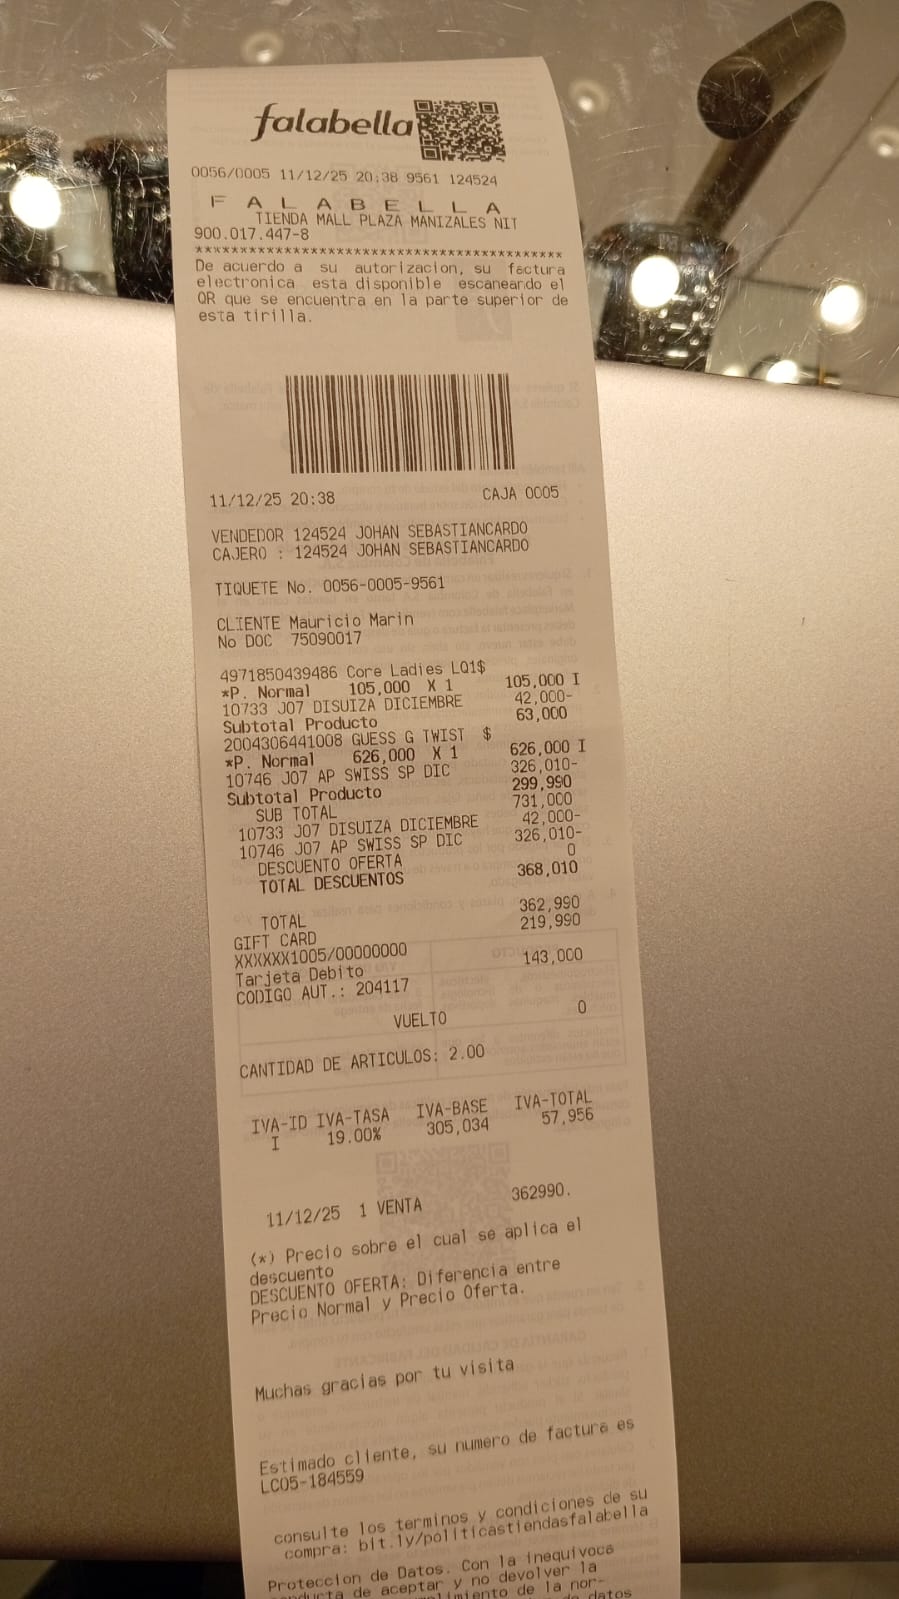 falabella
0056/0005 11/12/25 20:38 9561 124524
F A L A B E L L A
TIENDA MALL PLAZA MANIZALES NIT
900.017.447-8
******************************************
De acuerdo a su autorizacion, su factura
electronica esta disponible escaneando el
QR que se encuentra en la parte superior de
esta tirilla.
11/12/25 20:38 CAJA 0005
VENDEDOR 124524 JOHAN SEBASTIANCARDO
CAJERO : 124524 JOHAN SEBASTIANCARDO
TIQUETE No. 0056-0005-9561
CLIENTE Mauricio Marin
No DOC 75090017
4971850439486 Core Ladies LQ1$
*P. Normal 105,000 X 1 105,000 I
10733 J07 DISUIZA DICIEMBRE 42,000-
Subtotal Producto 63,000
2004306441008 GUESS G TWIST $
*P. Normal 626,000 X 1 626,000 I
10746 J07 AP SWISS SP DIC 326,010-
Subtotal Producto 299,990
SUB TOTAL 731,000
10733 J07 DISUIZA DICIEMBRE 42,000-
10746 J07 AP SWISS SP DIC 326,010-
DESCUENTO OFERTA 0
TOTAL DESCUENTOS 368,010
TOTAL 362,990
GIFT CARD 219,990
XXXXXX1005/00000000
Tarjeta Debito 143,000
CODIGO AUT.: 204117
VUELTO 0
CANTIDAD DE ARTICULOS: 2.00
IVA-ID IVA-TASA IVA-BASE IVA-TOTAL
I 19.00% 305,034 57,956
11/12/25 1 VENTA 362990.
(*) Precio sobre el cual se aplica el
descuento
DESCUENTO OFERTA: Diferencia entre
Precio Normal y Precio Oferta.
Muchas gracias por tu visita
Estimado cliente, su numero de factura es
LC05-184559
consulte los terminos y condiciones de su
compra: bit.ly/politicastiendasfalabella
Proteccion de Datos. Con la inequivoca
de aceptar y no devolver la
de la nor-
datos